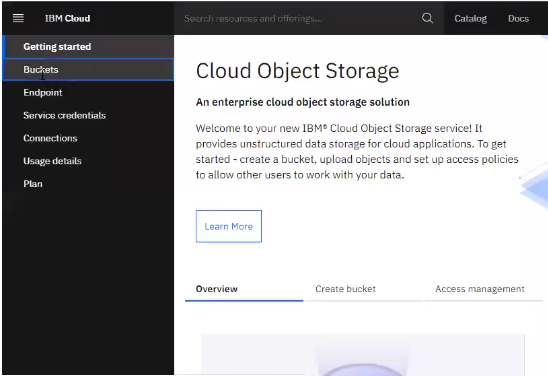 IBM Cloud
Search resources and offerings...
Catalog
Docs
Getting started
Buckets
Endpoint
Service credentials
Connections
Usage details
Plan
Cloud Object Storage
An enterprise cloud object storage solution
Welcome to your new IBM® Cloud Object Storage service! It
provides unstructured data storage for cloud applications. To get
started - create a bucket, upload objects and set up access policies
to allow other users to work with your data.
Learn More
Overview
Create bucket
Access management